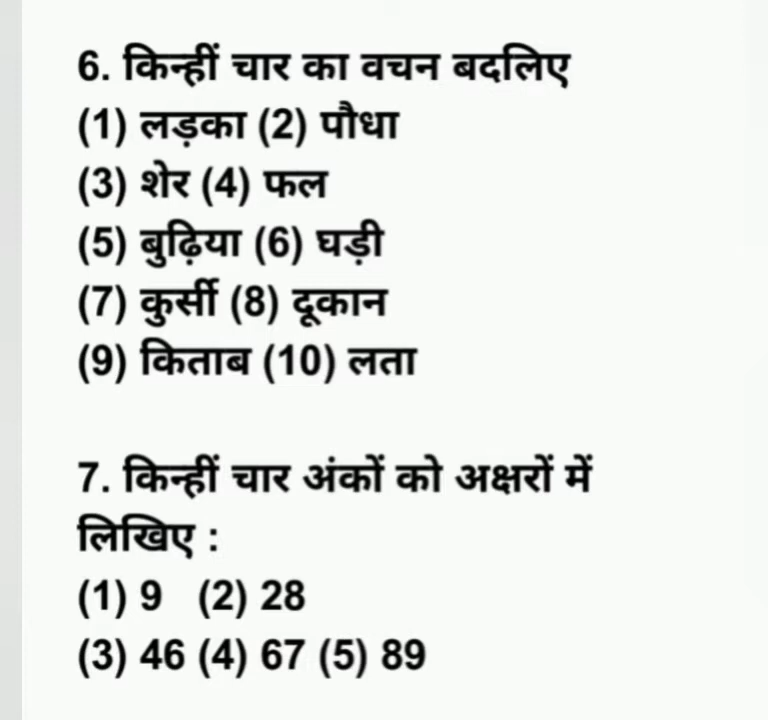 6. किन्हीं चार का वचन बदलिए
(1) लड़का (2) पौधा
(3) शेर (4) फल
(5) बुढ़िया (6) घड़ी
(7) कुर्सी (8) दूकान
(9) किताब (10) लता
7. किन्हीं चार अंकों को अक्षरों में
लिखिए :
(1) 9 (2) 28
(3) 46 (4) 67 (5) 89